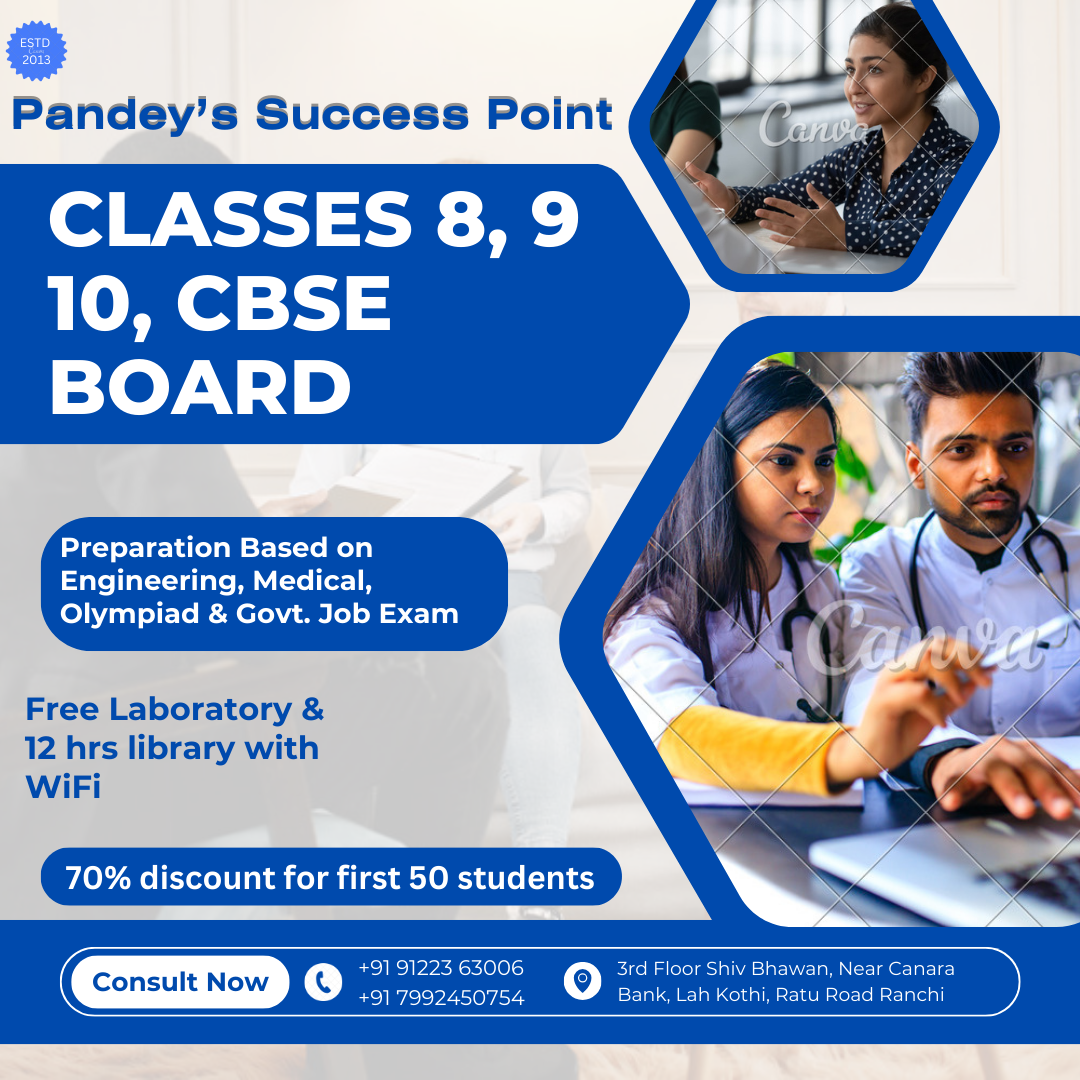 ESTD
2013
Pandey's Success Point
CLASSES 8, 9
10, CBSE
BOARD
Preparation Based on
Engineering, Medical,
Olympiad & Govt. Job Exam
Free Laboratory &
12 hrs library with
WiFi
70% discount for first 50 students
Consult Now
+91 91223 63006
+91 7992450754
3rd Floor Shiv Bhawan, Near Canara
Bank, Lah Kothi, Ratu Road Ranchi
Canva
Canva